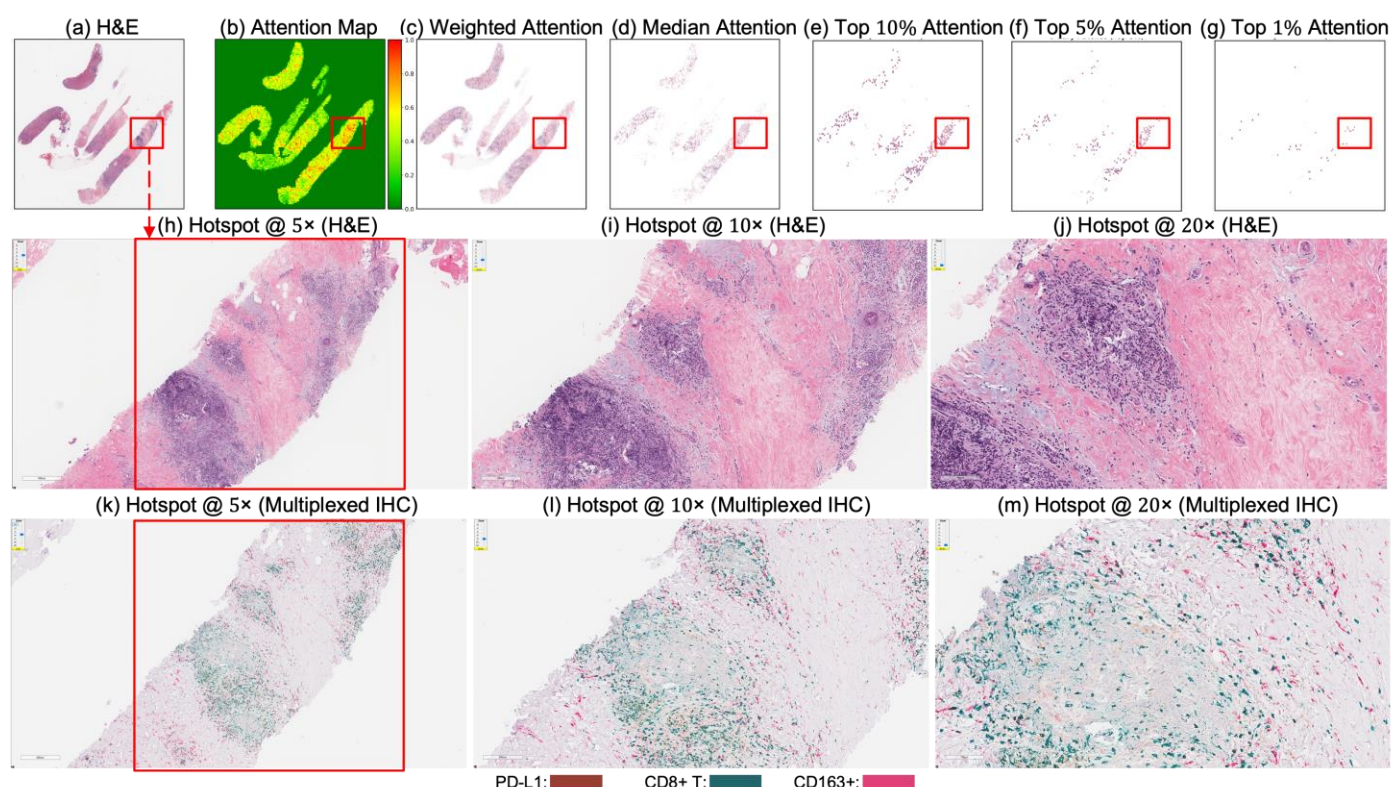 (a) H&E
(b) Attention Map
(c) Weighted Attention
(d) Median Attention
(e) Top 10% Attention
(f) Top 5% Attention
(g) Top 1% Attention
1.0
0.8
0.6
0.4
0.2
0.0
(h) Hotspot @ 5× (H&E)
(i) Hotspot @ 10× (H&E)
(j) Hotspot @ 20× (H&E)
(k) Hotspot @ 5× (Multiplexed IHC)
(l) Hotspot @ 10× (Multiplexed IHC)
(m) Hotspot @ 20× (Multiplexed IHC)
PD-L1:
CD8+ T:
CD163+: